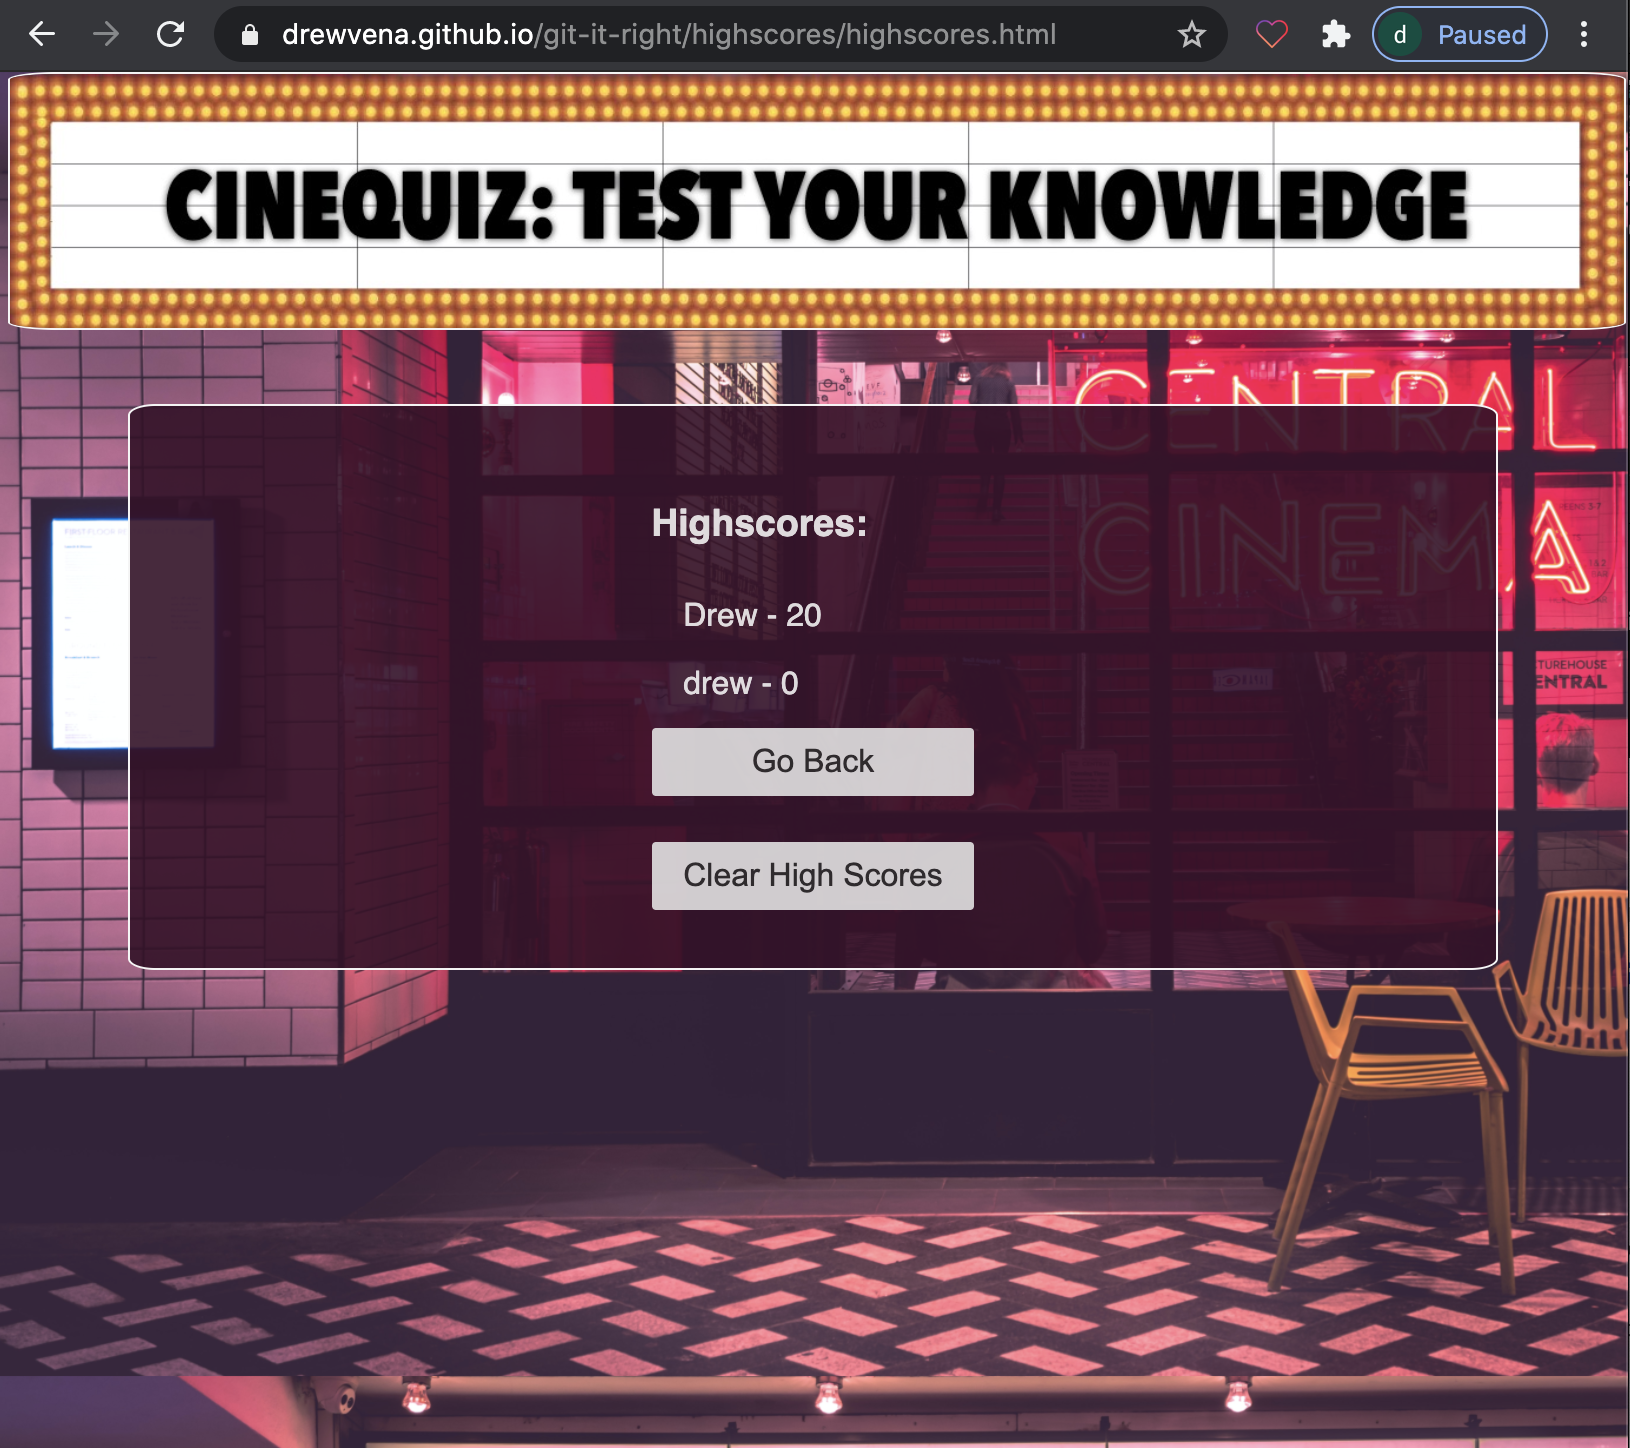 drewvena.github.io/git-it-right/highscores/highscores.html
d
Paused
CINEQUIZ: TEST YOUR KNOWLEDGE
CENTRAL
CINEMA
Highscores:
Drew - 20
drew - 0
Go Back
Clear High Scores
TUREHOUSE
ENTRAL